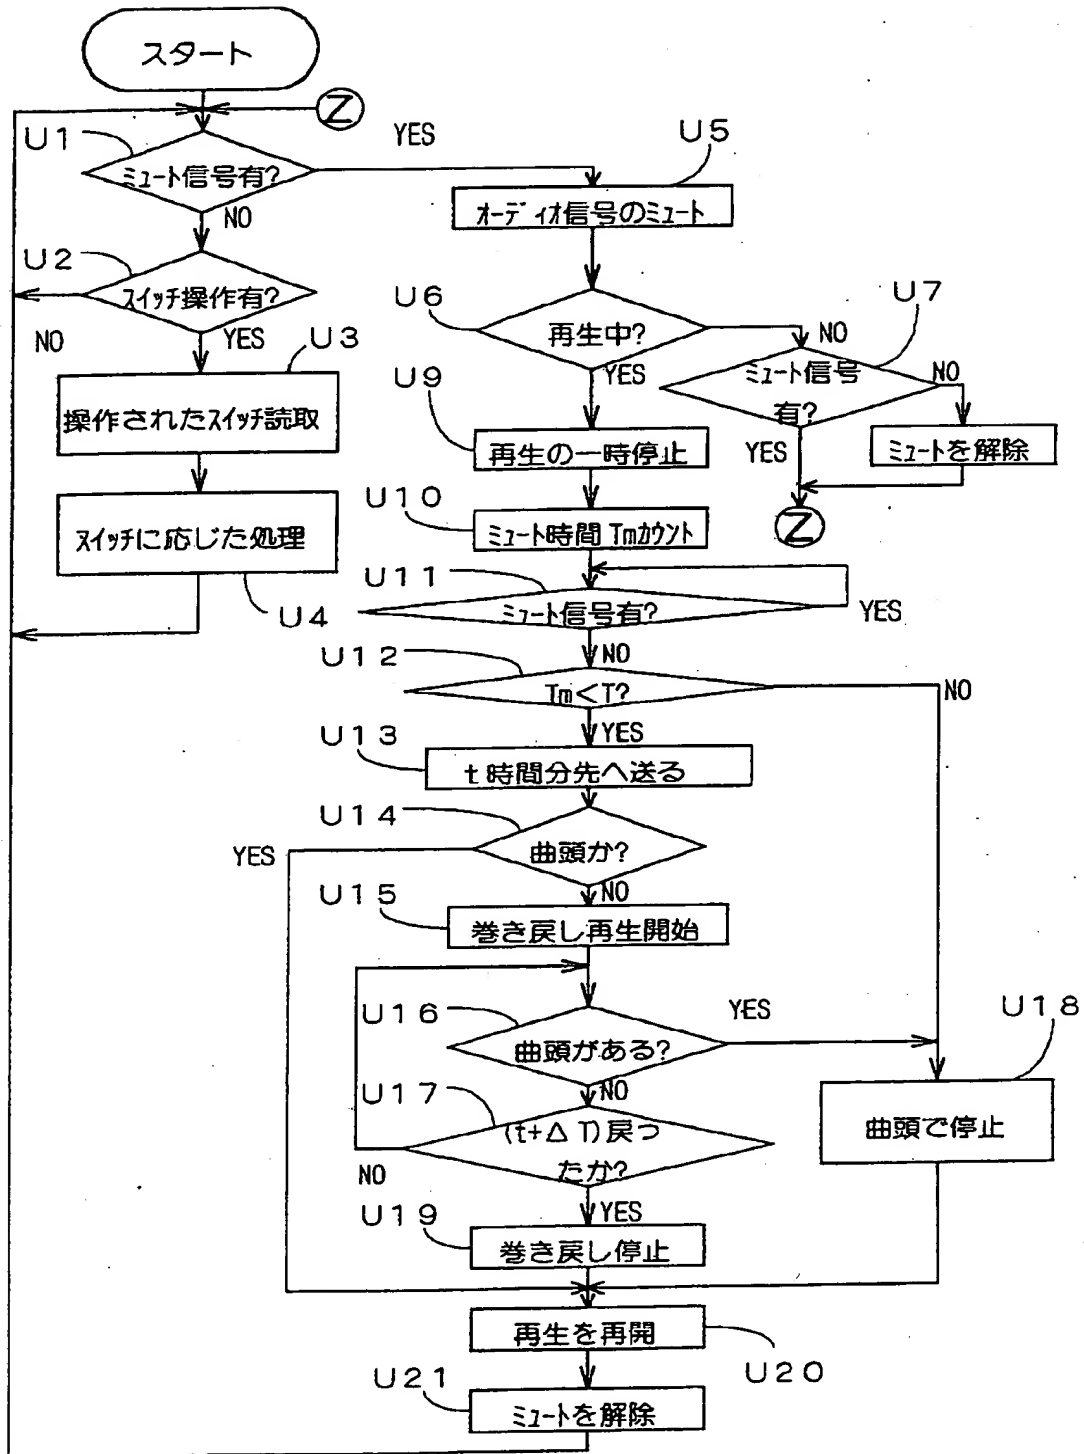 スタート
Z
U1
ミュート信号有?
YES
NO
U2
スイッチ操作有?
NO
YES
U3
操作されたスイッチ読取
スイッチに応じた処理
U4
U5
オーディオ信号のミュート
U6
再生中?
NO
YES
U7
ミュート信号
有?
NO
YES
ミュートを解除
Z
U9
再生の一時停止
U10
ミュート時間 Tmカウント
U11
ミュート信号有?
YES
NO
U12
Tm<T?
NO
YES
U13
t時間分先へ送る
U14
曲頭か?
YES
NO
U15
巻き戻し再生開始
U16
曲頭がある?
YES
NO
U17
(t+ΔT)戻っ
たか?
NO
YES
U18
曲頭で停止
U19
巻き戻し停止
再生を再開
U20
U21
ミュートを解除